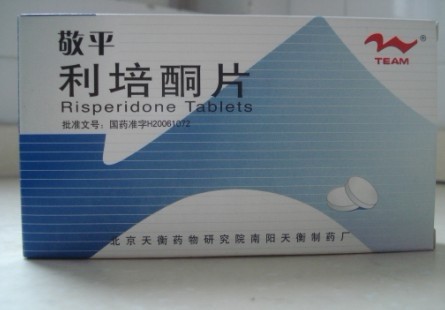 敬平
利培酮片
Risperidone Tablets
批准文号：国药准字H20061072
TEAM
®
北京天衡药物研究院南阳天衡制药厂